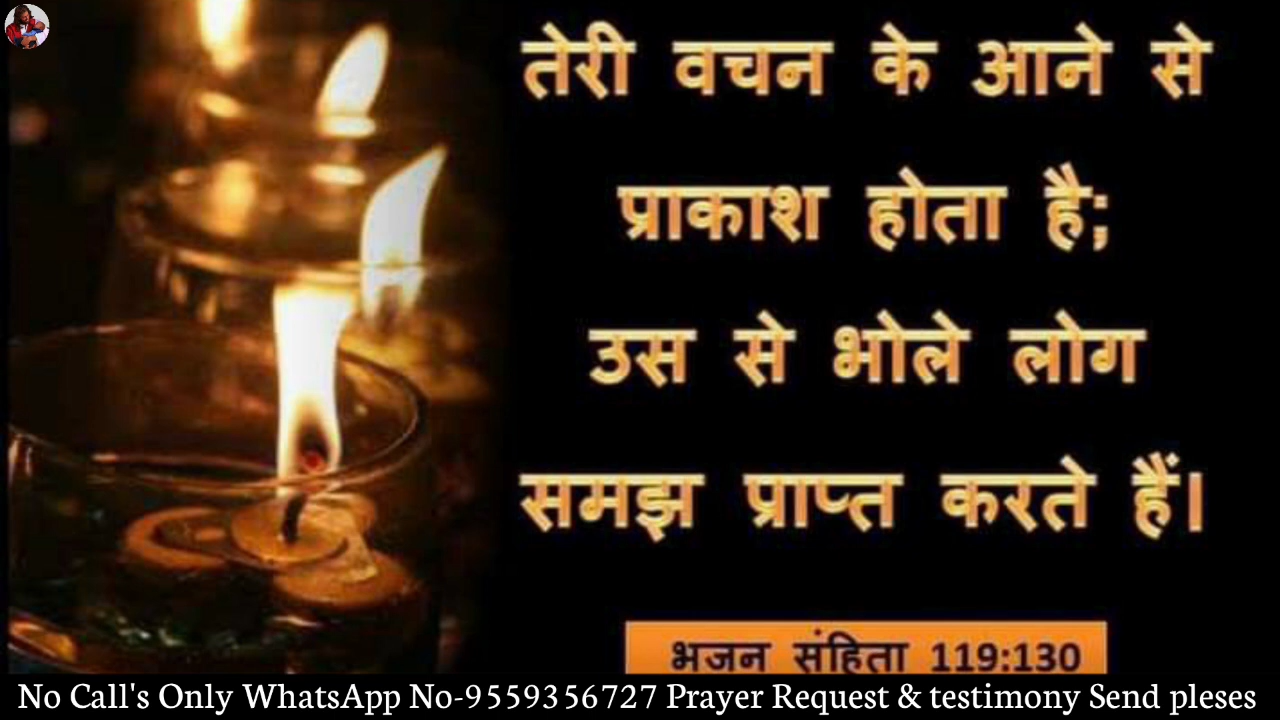 तेरी वचन के आने से
प्राकाश होता है;
उस से भोले लोग
समझ प्राप्त करते हैं।
भजन संहिता 119:130
No Call's Only WhatsApp No-9559356727 Prayer Request & testimony Send pleses